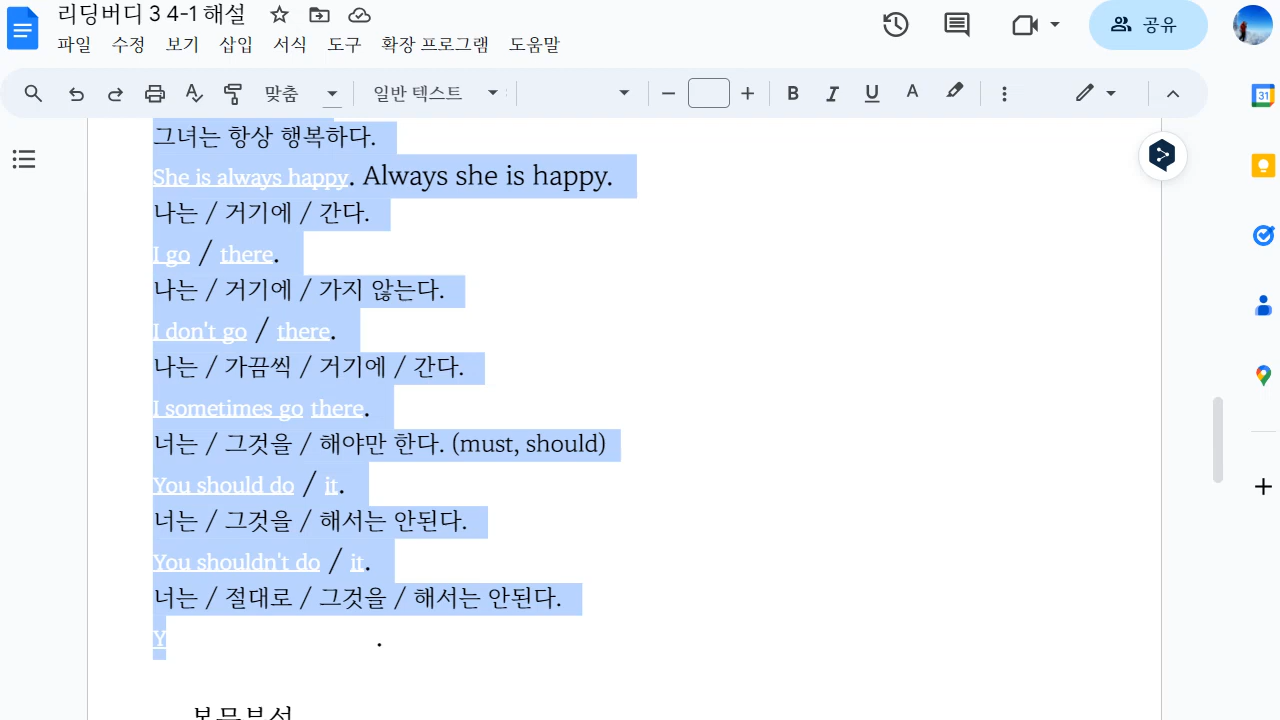 리딩버디 3 4-1 해설
파일 수정 보기 삽입 서식 도구 확장 프로그램 도움말
공유
맞춤 일반 텍스트 − + B I U A
31
그녀는 항상 행복하다.
She is always happy. Always she is happy.
나는 / 거기에 / 간다.
I go / there.
나는 / 거기에 / 가지 않는다.
I don't go / there.
나는 / 가끔씩 / 거기에 / 간다.
I sometimes go there.
너는 / 그것을 / 해야만 한다. (must, should)
You should do / it.
너는 / 그것을 / 해서는 안된다.
You shouldn't do / it.
너는 / 절대로 / 그것을 / 해서는 안된다.
Y .
본문분석